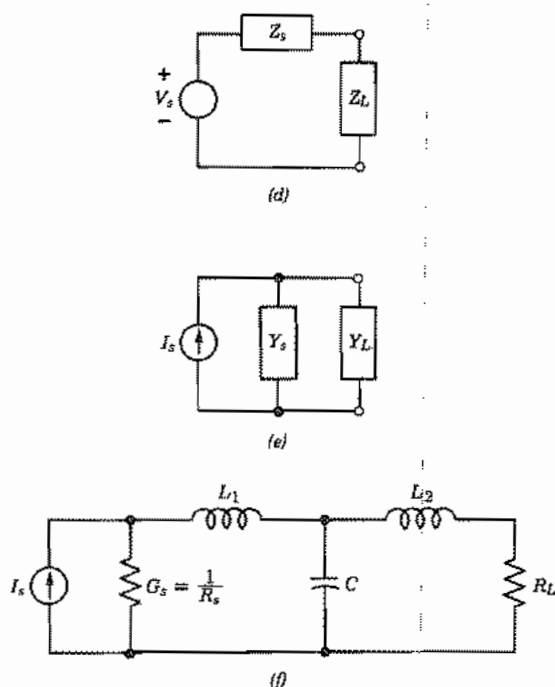 Z_s
+
V_s
Z_L
−
(d)
I_s
Y_s
Y_L
(e)
L_1
L_2
I_s
G_s = 1/R_s
C
R_L
(f)